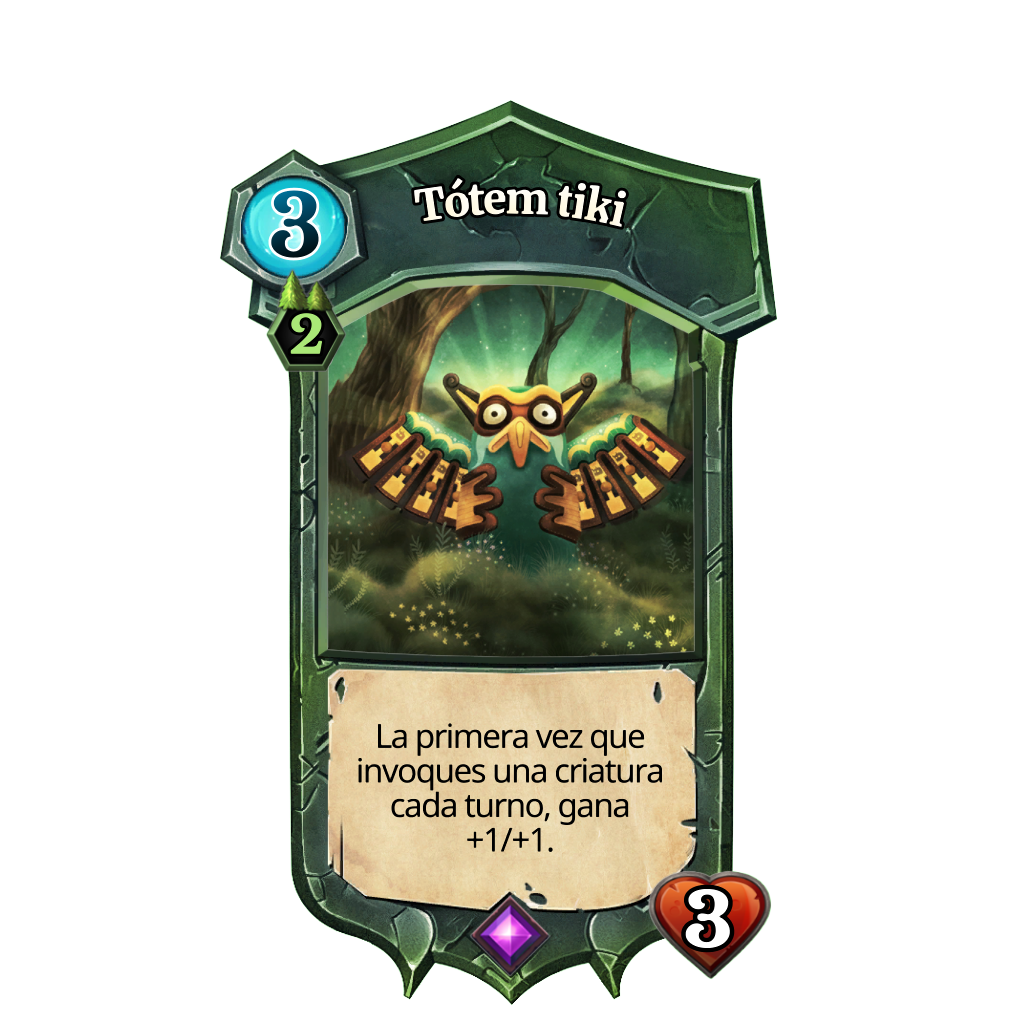 3
Tótem tiki
2
La primera vez que
invoques una criatura
cada turno, gana
+1/+1.
3